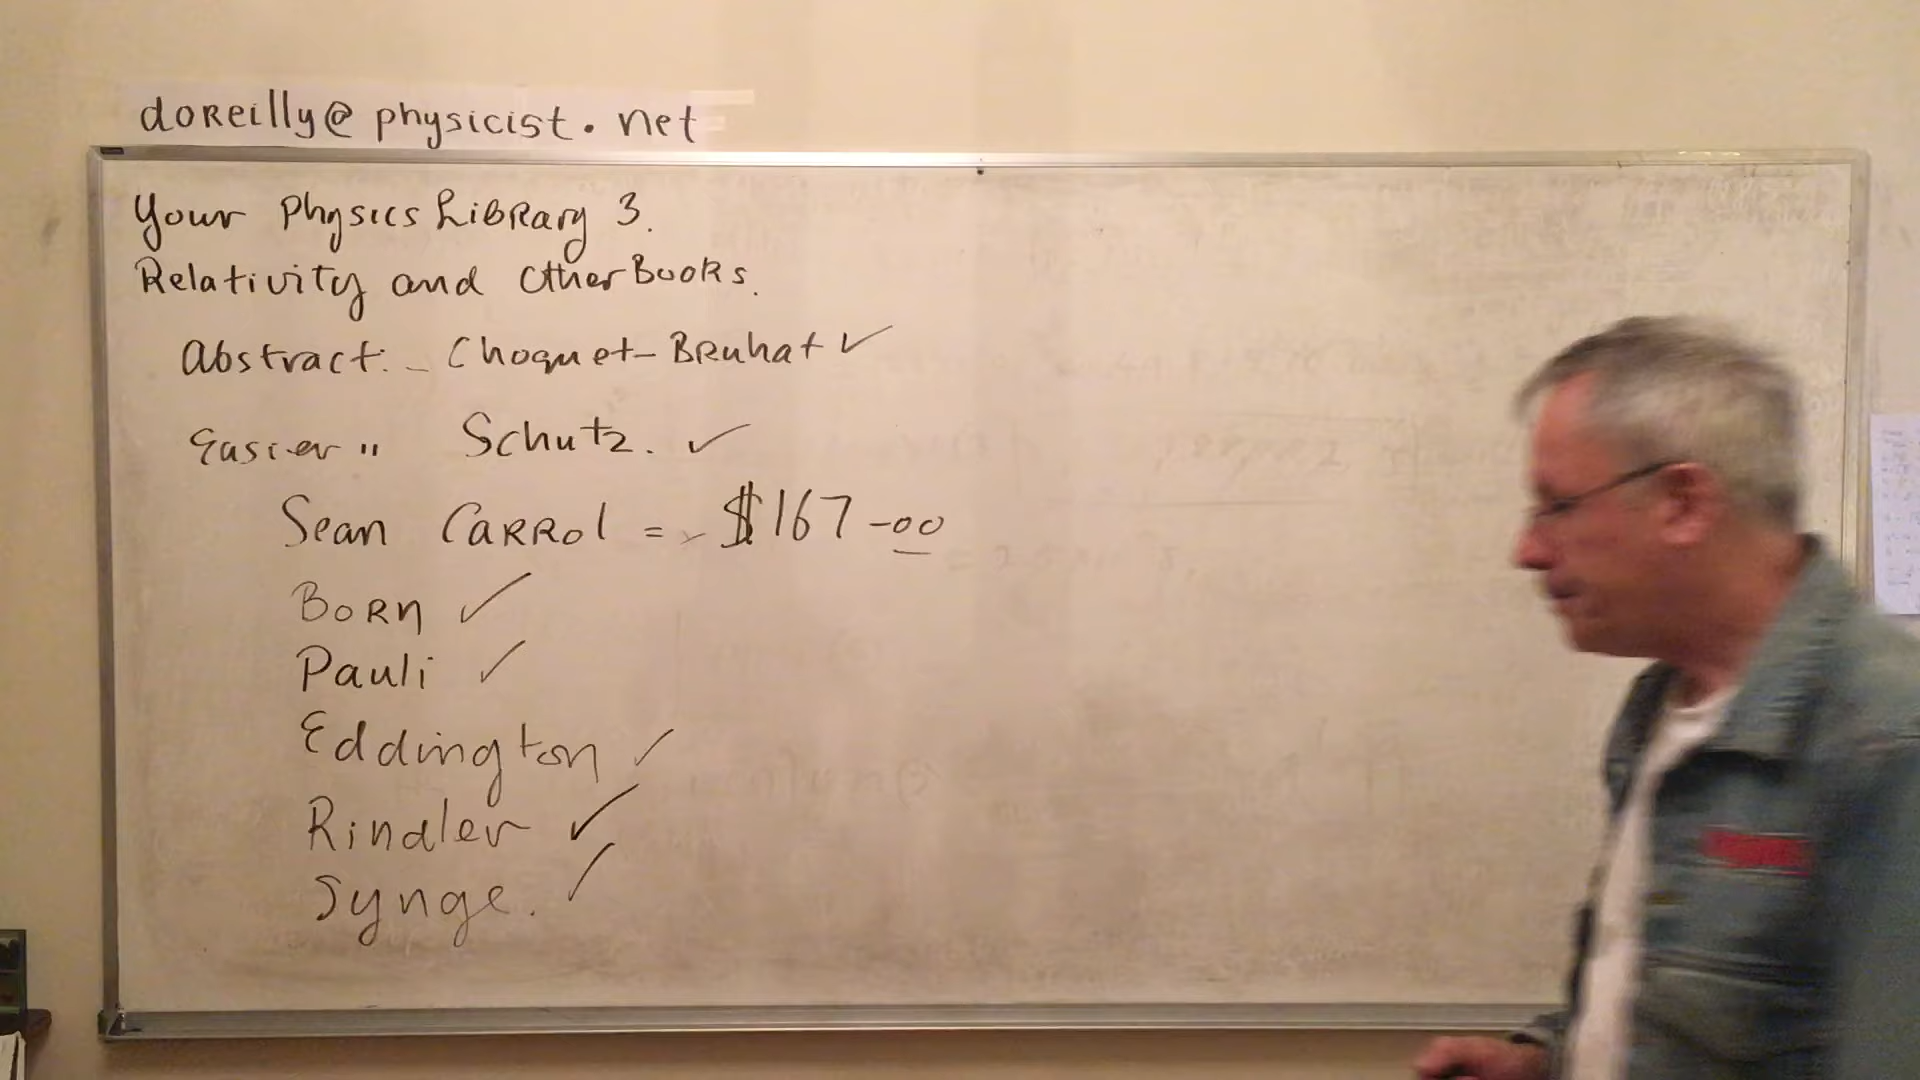 doReilly@physicist.net
Your Physics Library 3.
Relativity and Other Books.
Abstract:- Choquet-Bruhat ✓
Easier " Schutz. ✓
Sean Carrol = $167-00
Born ✓
Pauli ✓
Eddington ✓
Rindler ✓
Synge. ✓